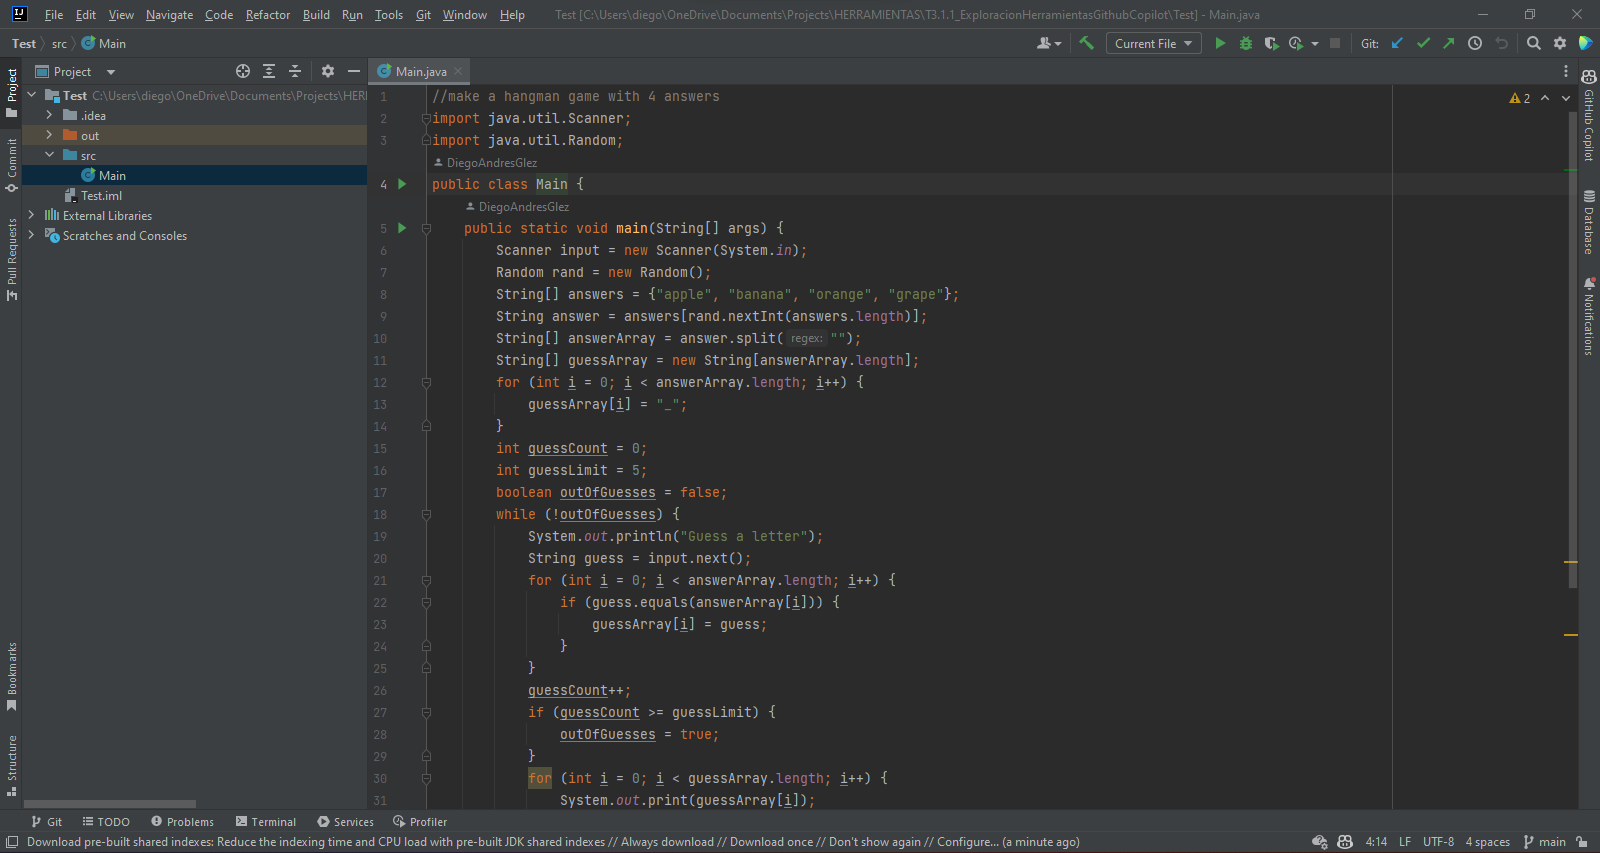 File Edit View Navigate Code Refactor Build Run Tools Git Window Help Test [C:\Users\diego\OneDrive\Documents\Projects\HERRAMIENTAS\T3.1.1_ExploracionHerramientasGithubCopilot\Test] - Main.java
Test src Main
Current File Git:
Project
Main.java
Test C:\Users\diego\OneDrive\Documents\Projects\HERI
.idea
out
src
Main
Test.iml
External Libraries
Scratches and Consoles
Project
Commit
Pull Requests
Bookmarks
Structure
1 //make a hangman game with 4 answers
2 import java.util.Scanner;
3 import java.util.Random;
DiegoAndresGlez
4 public class Main {
DiegoAndresGlez
5 public static void main(String[] args) {
6 Scanner input = new Scanner(System.in);
7 Random rand = new Random();
8 String[] answers = {"apple", "banana", "orange", "grape"};
9 String answer = answers[rand.nextInt(answers.length)];
10 String[] answerArray = answer.split( regex: "");
11 String[] guessArray = new String[answerArray.length];
12 for (int i = 0; i < answerArray.length; i++) {
13 guessArray[i] = "_";
14 }
15 int guessCount = 0;
16 int guessLimit = 5;
17 boolean outOfGuesses = false;
18 while (!outOfGuesses) {
19 System.out.println("Guess a letter");
20 String guess = input.next();
21 for (int i = 0; i < answerArray.length; i++) {
22 if (guess.equals(answerArray[i])) {
23 guessArray[i] = guess;
24 }
25 }
26 guessCount++;
27 if (guessCount >= guessLimit) {
28 outOfGuesses = true;
29 }
30 for (int i = 0; i < guessArray.length; i++) {
31 System.out.print(guessArray[i]);
2
GitHub Copilot
Database
Notifications
Git TODO Problems Terminal Services Profiler
Download pre-built shared indexes: Reduce the indexing time and CPU load with pre-built JDK shared indexes // Always download // Download once // Don't show again // Configure... (a minute ago) 4:14 LF UTF-8 4 spaces main